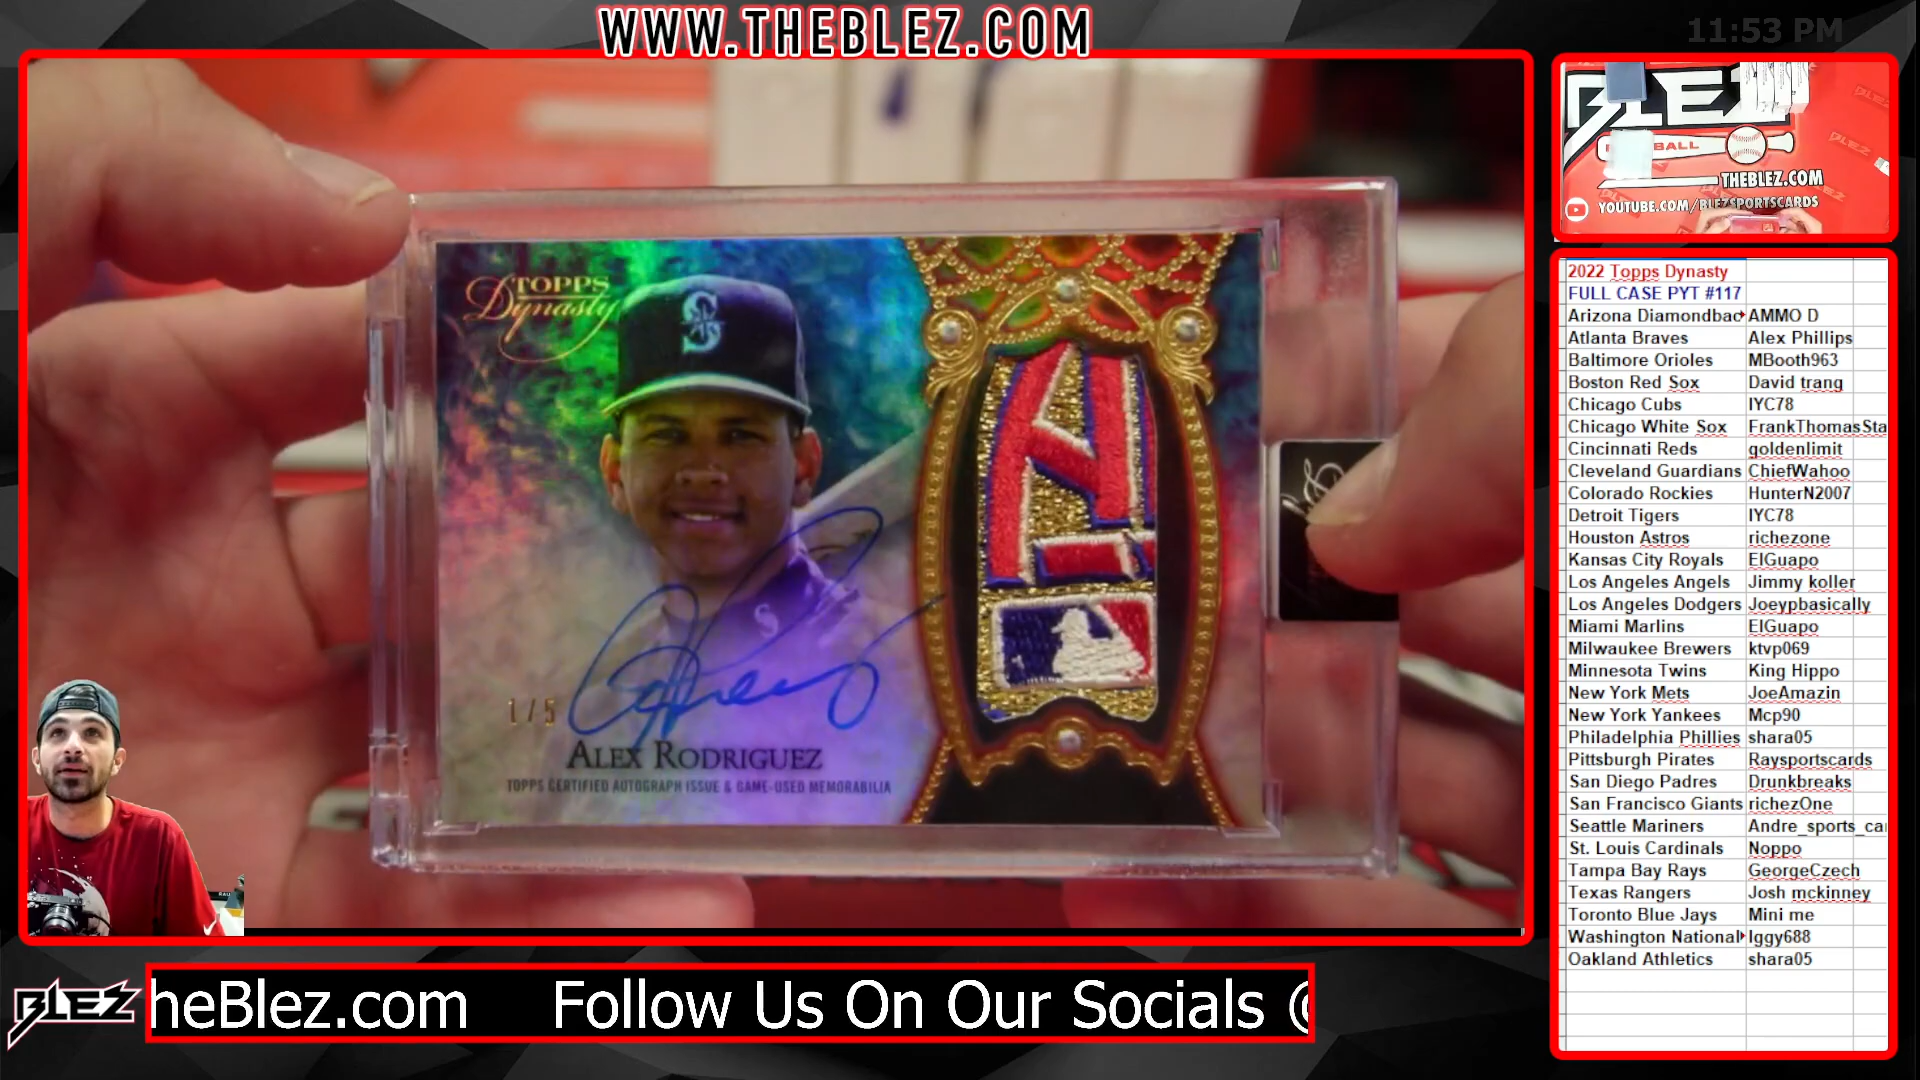 WWW.THEBLEZ.COM
11:53 PM
TOPPS
Dynasty
S
1/5
ALEX RODRIGUEZ
TOPPS CERTIFIED AUTOGRAPH ISSUE & GAME-USED MEMORABILIA
BLEZ
BALL
THEBLEZ.COM
YOUTUBE.COM/BLEZSPORTSCARDS
2022 Topps Dynasty
FULL CASE PYT #117
Arizona Diamondbac AMMO D
Atlanta Braves Alex Phillips
Baltimore Orioles MBooth963
Boston Red Sox David trang
Chicago Cubs IYC78
Chicago White Sox FrankThomasSta
Cincinnati Reds goldenlimit
Cleveland Guardians ChiefWahoo
Colorado Rockies HunterN2007
Detroit Tigers IYC78
Houston Astros richezone
Kansas City Royals ElGuapo
Los Angeles Angels Jimmy koller
Los Angeles Dodgers Joeypbasically
Miami Marlins ElGuapo
Milwaukee Brewers ktvp069
Minnesota Twins King Hippo
New York Mets JoeAmazin
New York Yankees Mcp90
Philadelphia Phillies shara05
Pittsburgh Pirates Raysportscards
San Diego Padres Drunkbreaks
San Francisco Giants richezOne
Seattle Mariners Andre_sports_car
St. Louis Cardinals Noppo
Tampa Bay Rays GeorgeCzech
Texas Rangers Josh mckinney
Toronto Blue Jays Mini me
Washington National Iggy688
Oakland Athletics shara05
BLEZ
heBlez.com Follow Us On Our Socials @